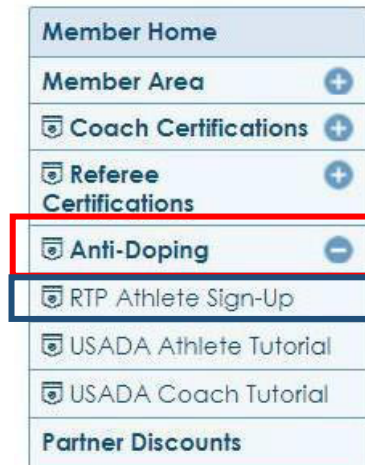 Member Home
Member Area
Coach Certifications
Referee
Certifications
Anti-Doping
RTP Athlete Sign-Up
USADA Athlete Tutorial
USADA Coach Tutorial
Partner Discounts